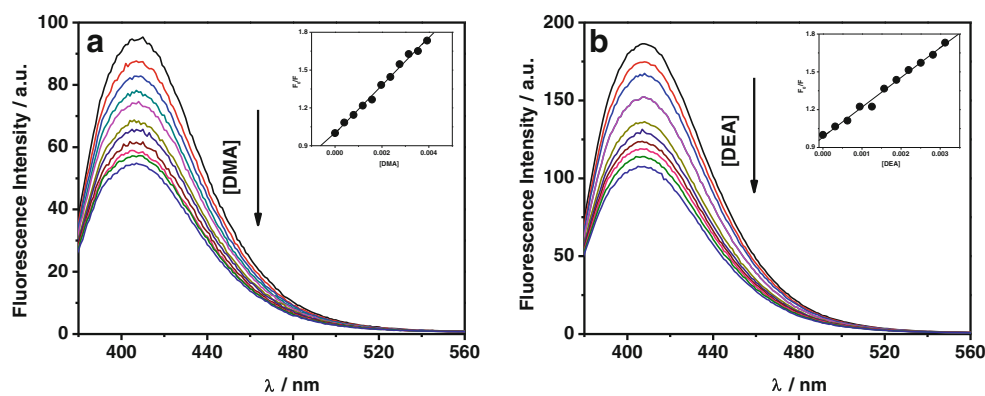 a
100
80
60
40
20
0
Fluorescence Intensity / a.u.
400 440 480 520 560
λ / nm
[DMA]
1.8
1.5
1.2
0.9
F₀/F
0.000 0.002 0.004
[DMA]
b
200
150
100
50
0
Fluorescence Intensity / a.u.
400 440 480 520 560
λ / nm
[DEA]
1.8
1.5
1.2
0.9
F₀/F
0.000 0.001 0.002 0.003
[DEA]